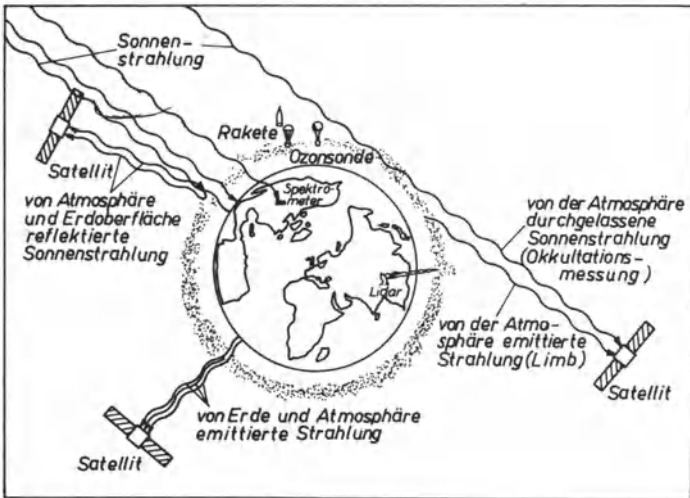 Sonnen-
strahlung
Rakete
Ozonsonde
Satellit
Spektro-
meter
von Atmosphäre
und Erdoberfläche
reflektierte
Sonnenstrahlung
von der Atmosphäre
durchgelassene
Sonnenstrahlung
(Okkultations-
messung)
Lidar
von der Atmo-
sphäre emittierte
Strahlung (Limb)
Satellit
von Erde und Atmosphäre
emittierte Strahlung
Satellit